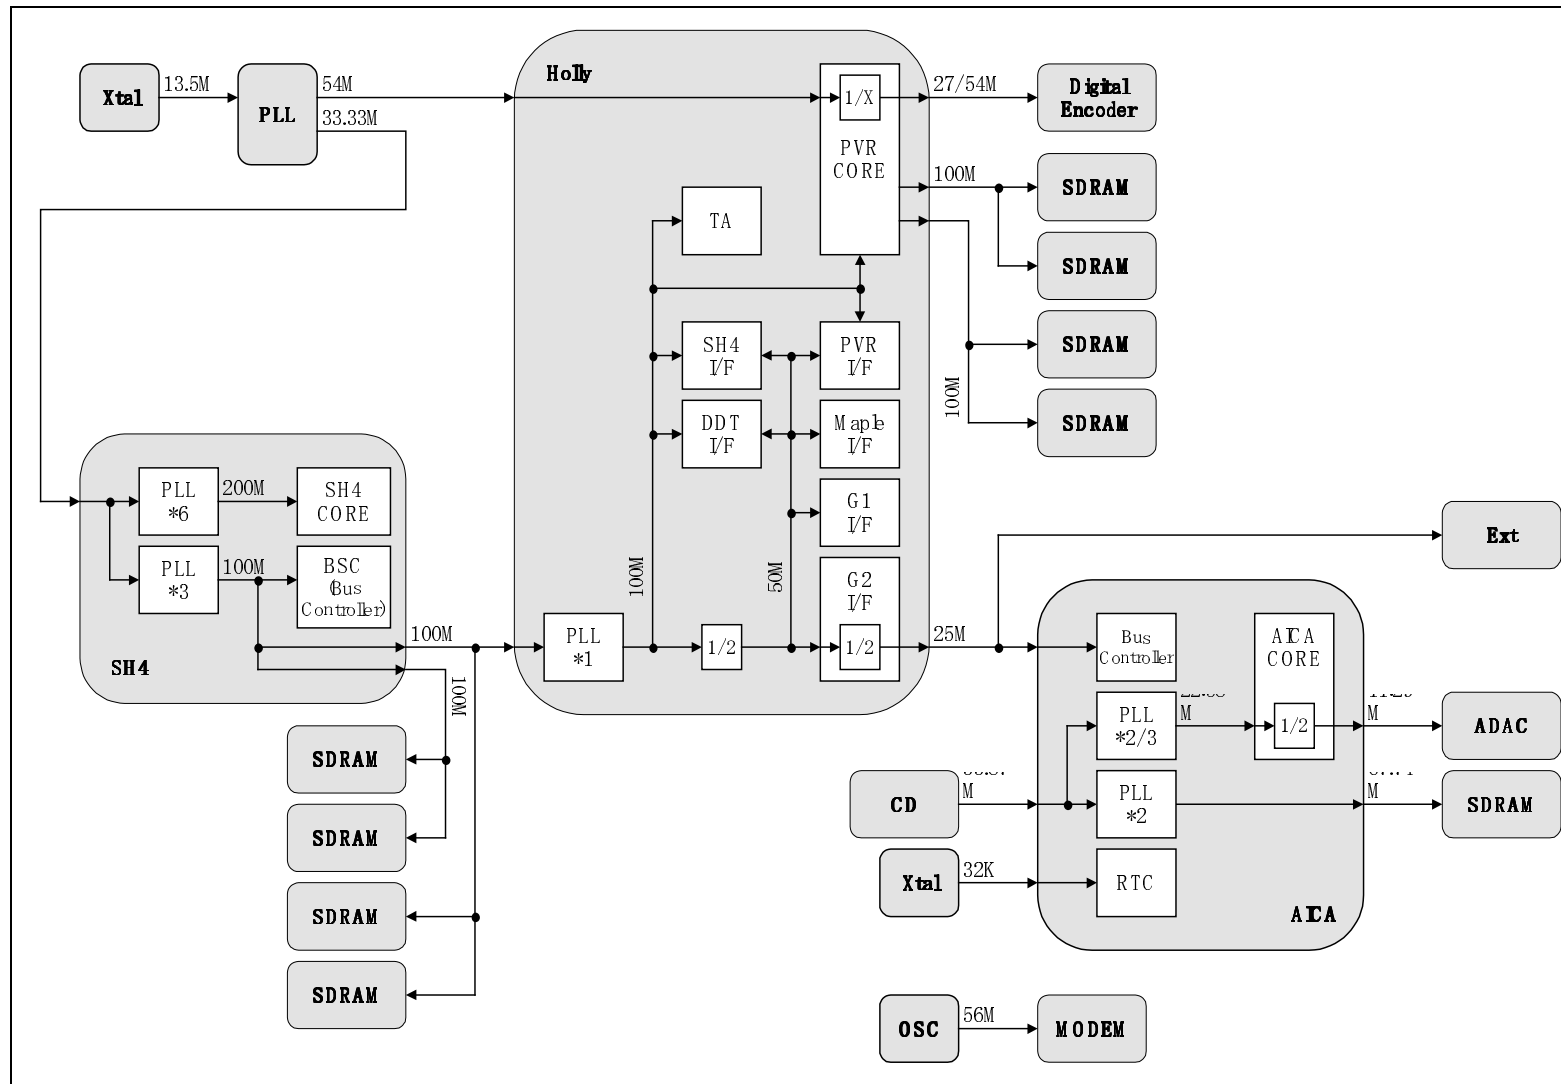 Xtal
13.5M
PLL
54M
33.33M
Holly
1/X
PVR
CORE
27/54M
Digital
Encoder
100M
SDRAM
SDRAM
SDRAM
SDRAM
100M
TA
SH4
I/F
PVR
I/F
DDT
I/F
Maple
I/F
G1
I/F
G2
I/F
1/2
100M
50M
PLL
*1
1/2
25M
Ext
PLL
*6
200M
SH4
CORE
PLL
*3
100M
BSC
(Bus
Controller)
SH4
100M
100M
SDRAM
SDRAM
SDRAM
SDRAM
Bus
Controller
AICA
CORE
PLL
*2/3
M
1/2
M
ADAC
CD
M
PLL
*2
M
SDRAM
Xtal
32K
RTC
AICA
OSC
56M
MODEM